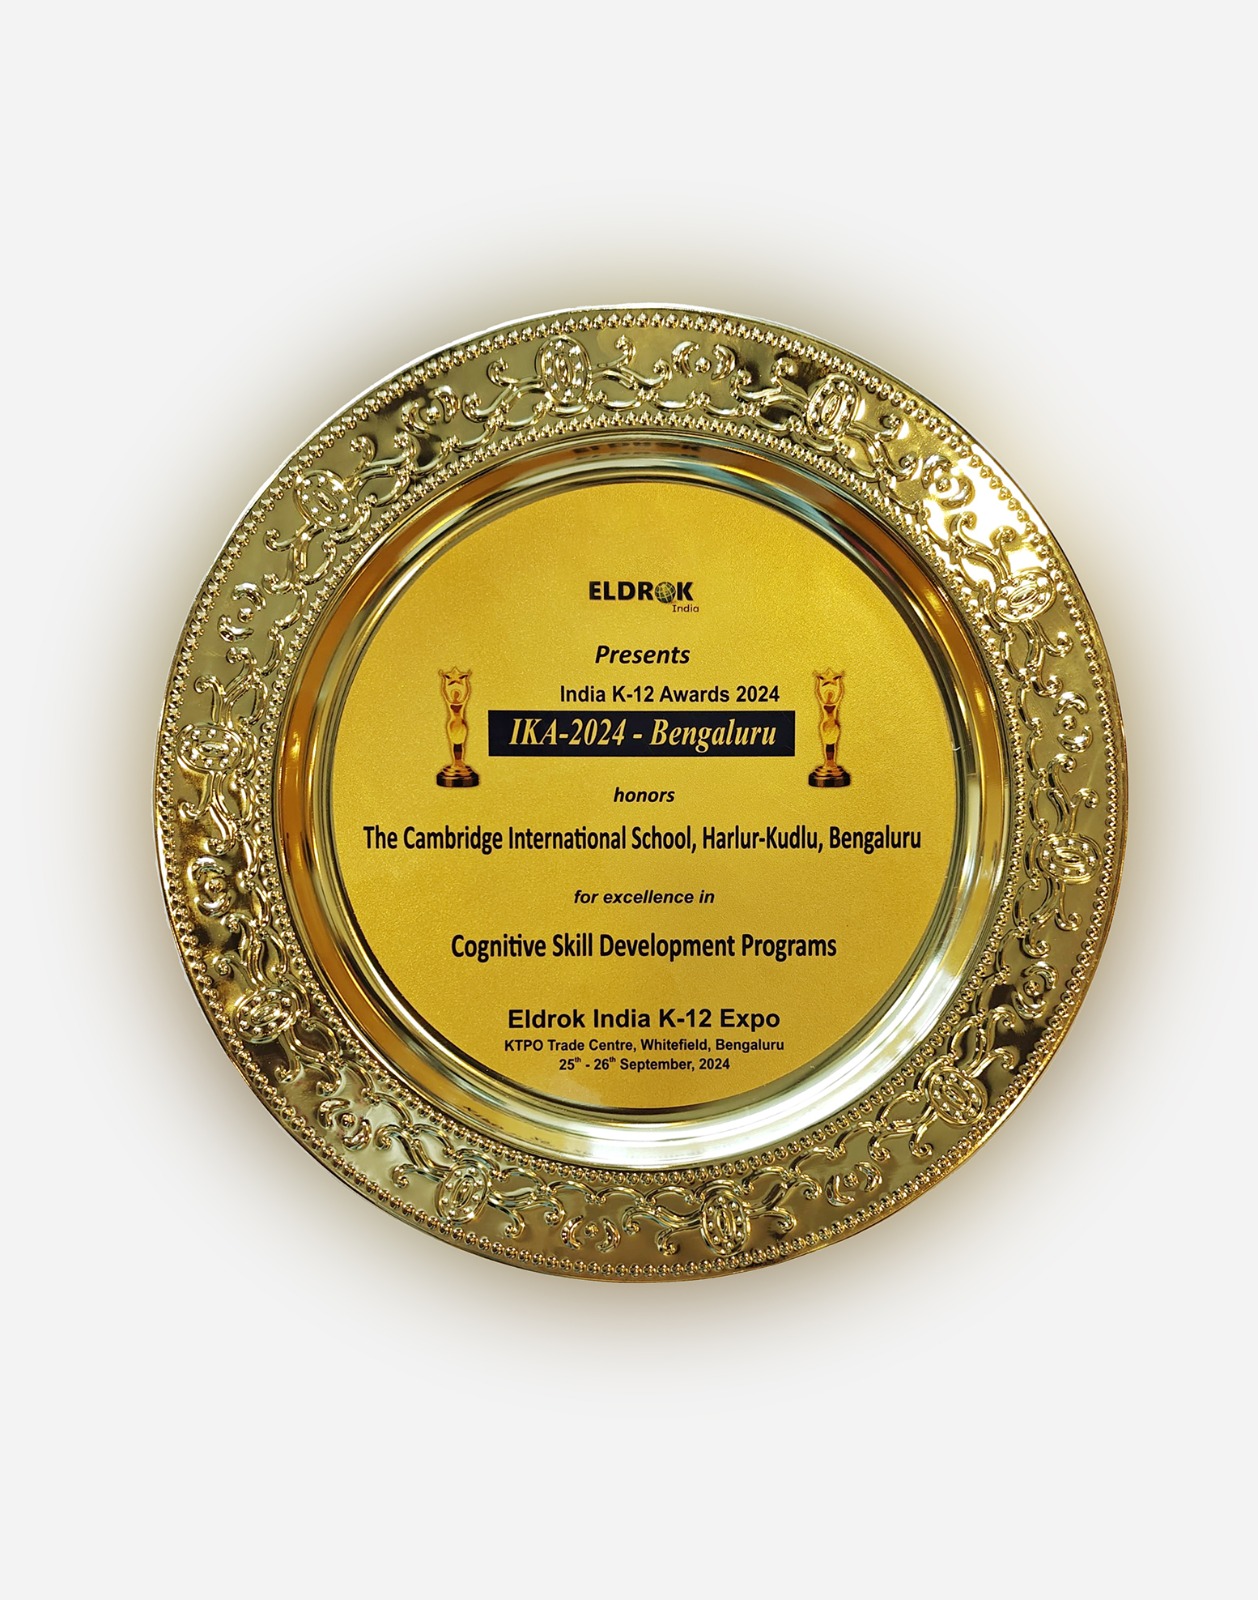 ELDROK
India
Presents
India K-12 Awards 2024
IKA-2024 - Bengaluru
honors
The Cambridge International School, Harlur-Kudlu, Bengaluru
for excellence in
Cognitive Skill Development Programs
Eldrok India K-12 Expo
KTPO Trade Centre, Whitefield, Bengaluru
25th - 26th September, 2024